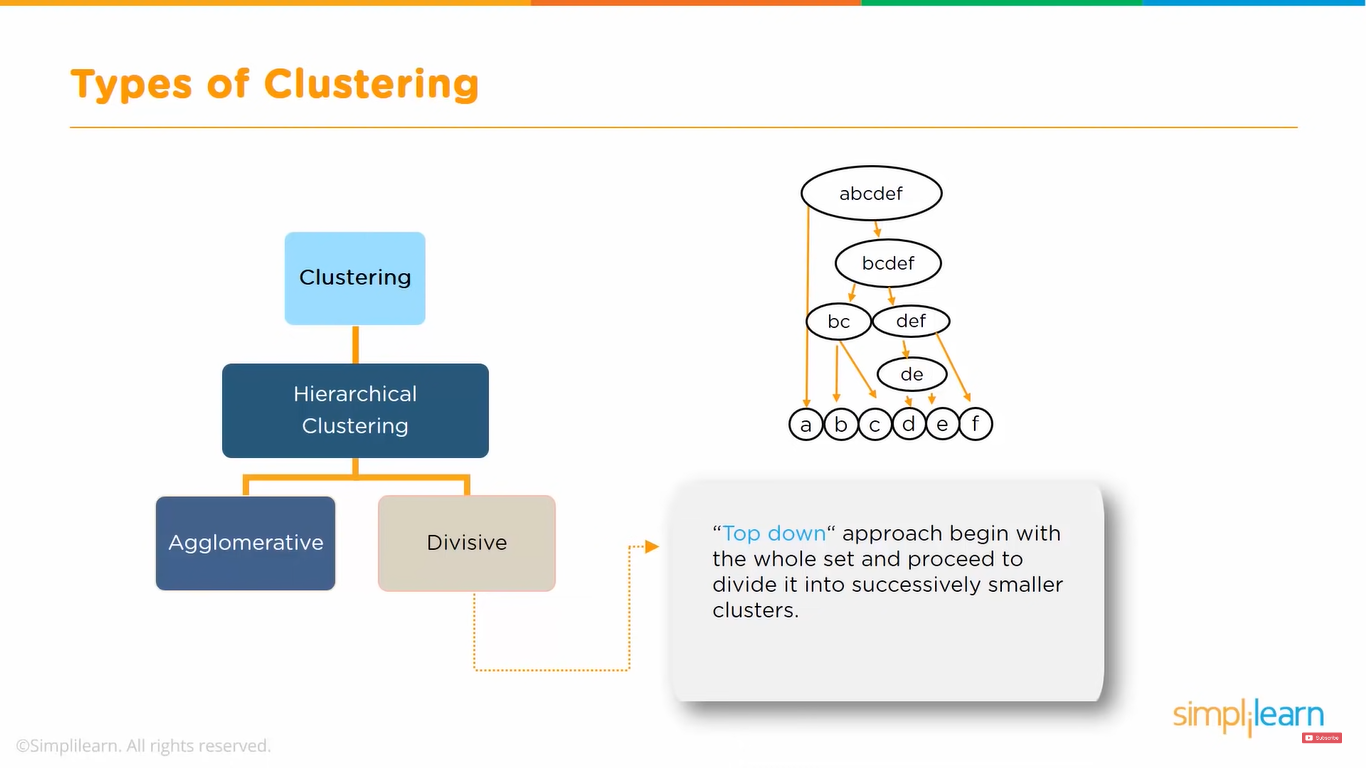 Types of Clustering
Clustering
Hierarchical
Clustering
Agglomerative
Divisive
abcdef
bcdef
bc
def
de
a
b
c
d
e
f
“Top down“ approach begin with
the whole set and proceed to
divide it into successively smaller
clusters.
simplilearn
Subscribe
©Simplilearn. All rights reserved.